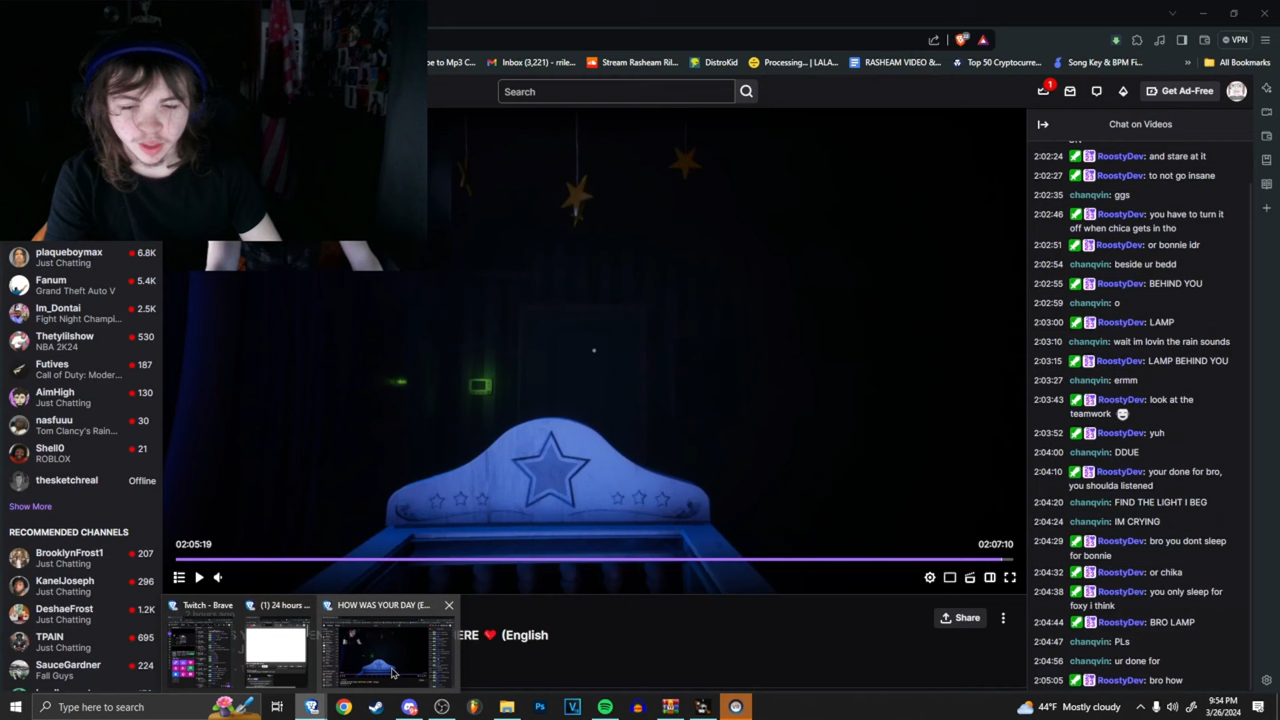 VPN
be to Mp3 C...
Inbox (3,221) - rrile...
Stream Rasheam Ril...
DistroKid
Processing... | LALA...
RASHEAM VIDEO &...
Top 50 Cryptocurre...
Song Key & BPM Fi...
»
All Bookmarks
Search
1
Get Ad-Free
Chat on Videos
2:02:24 RoostyDev: and stare at it
2:02:27 RoostyDev: to not go insane
2:02:35 chanqvin: ggs
2:02:46 RoostyDev: you have to turn it
off when chica gets in tho
2:02:51 RoostyDev: or bonnie idr
2:02:54 chanqvin: beside ur bedd
2:02:55 RoostyDev: BEHIND YOU
2:02:59 chanqvin: o
2:03:00 RoostyDev: LAMP
2:03:10 chanqvin: wait im lovin the rain sounds
2:03:15 RoostyDev: LAMP BEHIND YOU
2:03:27 chanqvin: ermm
2:03:43 RoostyDev: look at the
teamwork
2:03:52 RoostyDev: yuh
2:04:00 chanqvin: DDUE
2:04:10 RoostyDev: your done for bro,
you shoulda listened
2:04:20 chanqvin: FIND THE LIGHT I BEG
2:04:24 chanqvin: IM CRYING
2:04:29 RoostyDev: bro you dont sleep
for bonnie
2:04:32 RoostyDev: or chika
2:04:38 RoostyDev: you only sleep for
foxy i think
2:04:44 RoostyDev: BRO LAMP
2:04:47 chanqvin: PLs
2:04:56 chanqvin: ur done for
2:05:05 RoostyDev: bro how
plaqueboymax 6.8K
Just Chatting
Fanum 5.4K
Grand Theft Auto V
Im_Dontai 2.5K
Fight Night Champi...
Thetylilshow 530
NBA 2K24
Futives 187
Call of Duty: Moder...
AimHigh 130
Just Chatting
nasfuuu 30
Tom Clancy's Rain...
Shell0 21
ROBLOX
thesketchreal Offline
Show More
RECOMMENDED CHANNELS
BrooklynFrost1 207
Just Chatting
KanelJoseph 296
Just Chatting
DeshaeFrost 1.2K
Just Chatting
TPAIN 695
Just Chatting
SauceGardner 224
Fall G
02:05:19
02:07:10
Twitch - Brave
(1) 24 hours ...
HOW WAS YOUR DAY (E...
ERE ❤ (English
Share
Type here to search
44°F Mostly cloudy
9:54 PM
3/26/2024